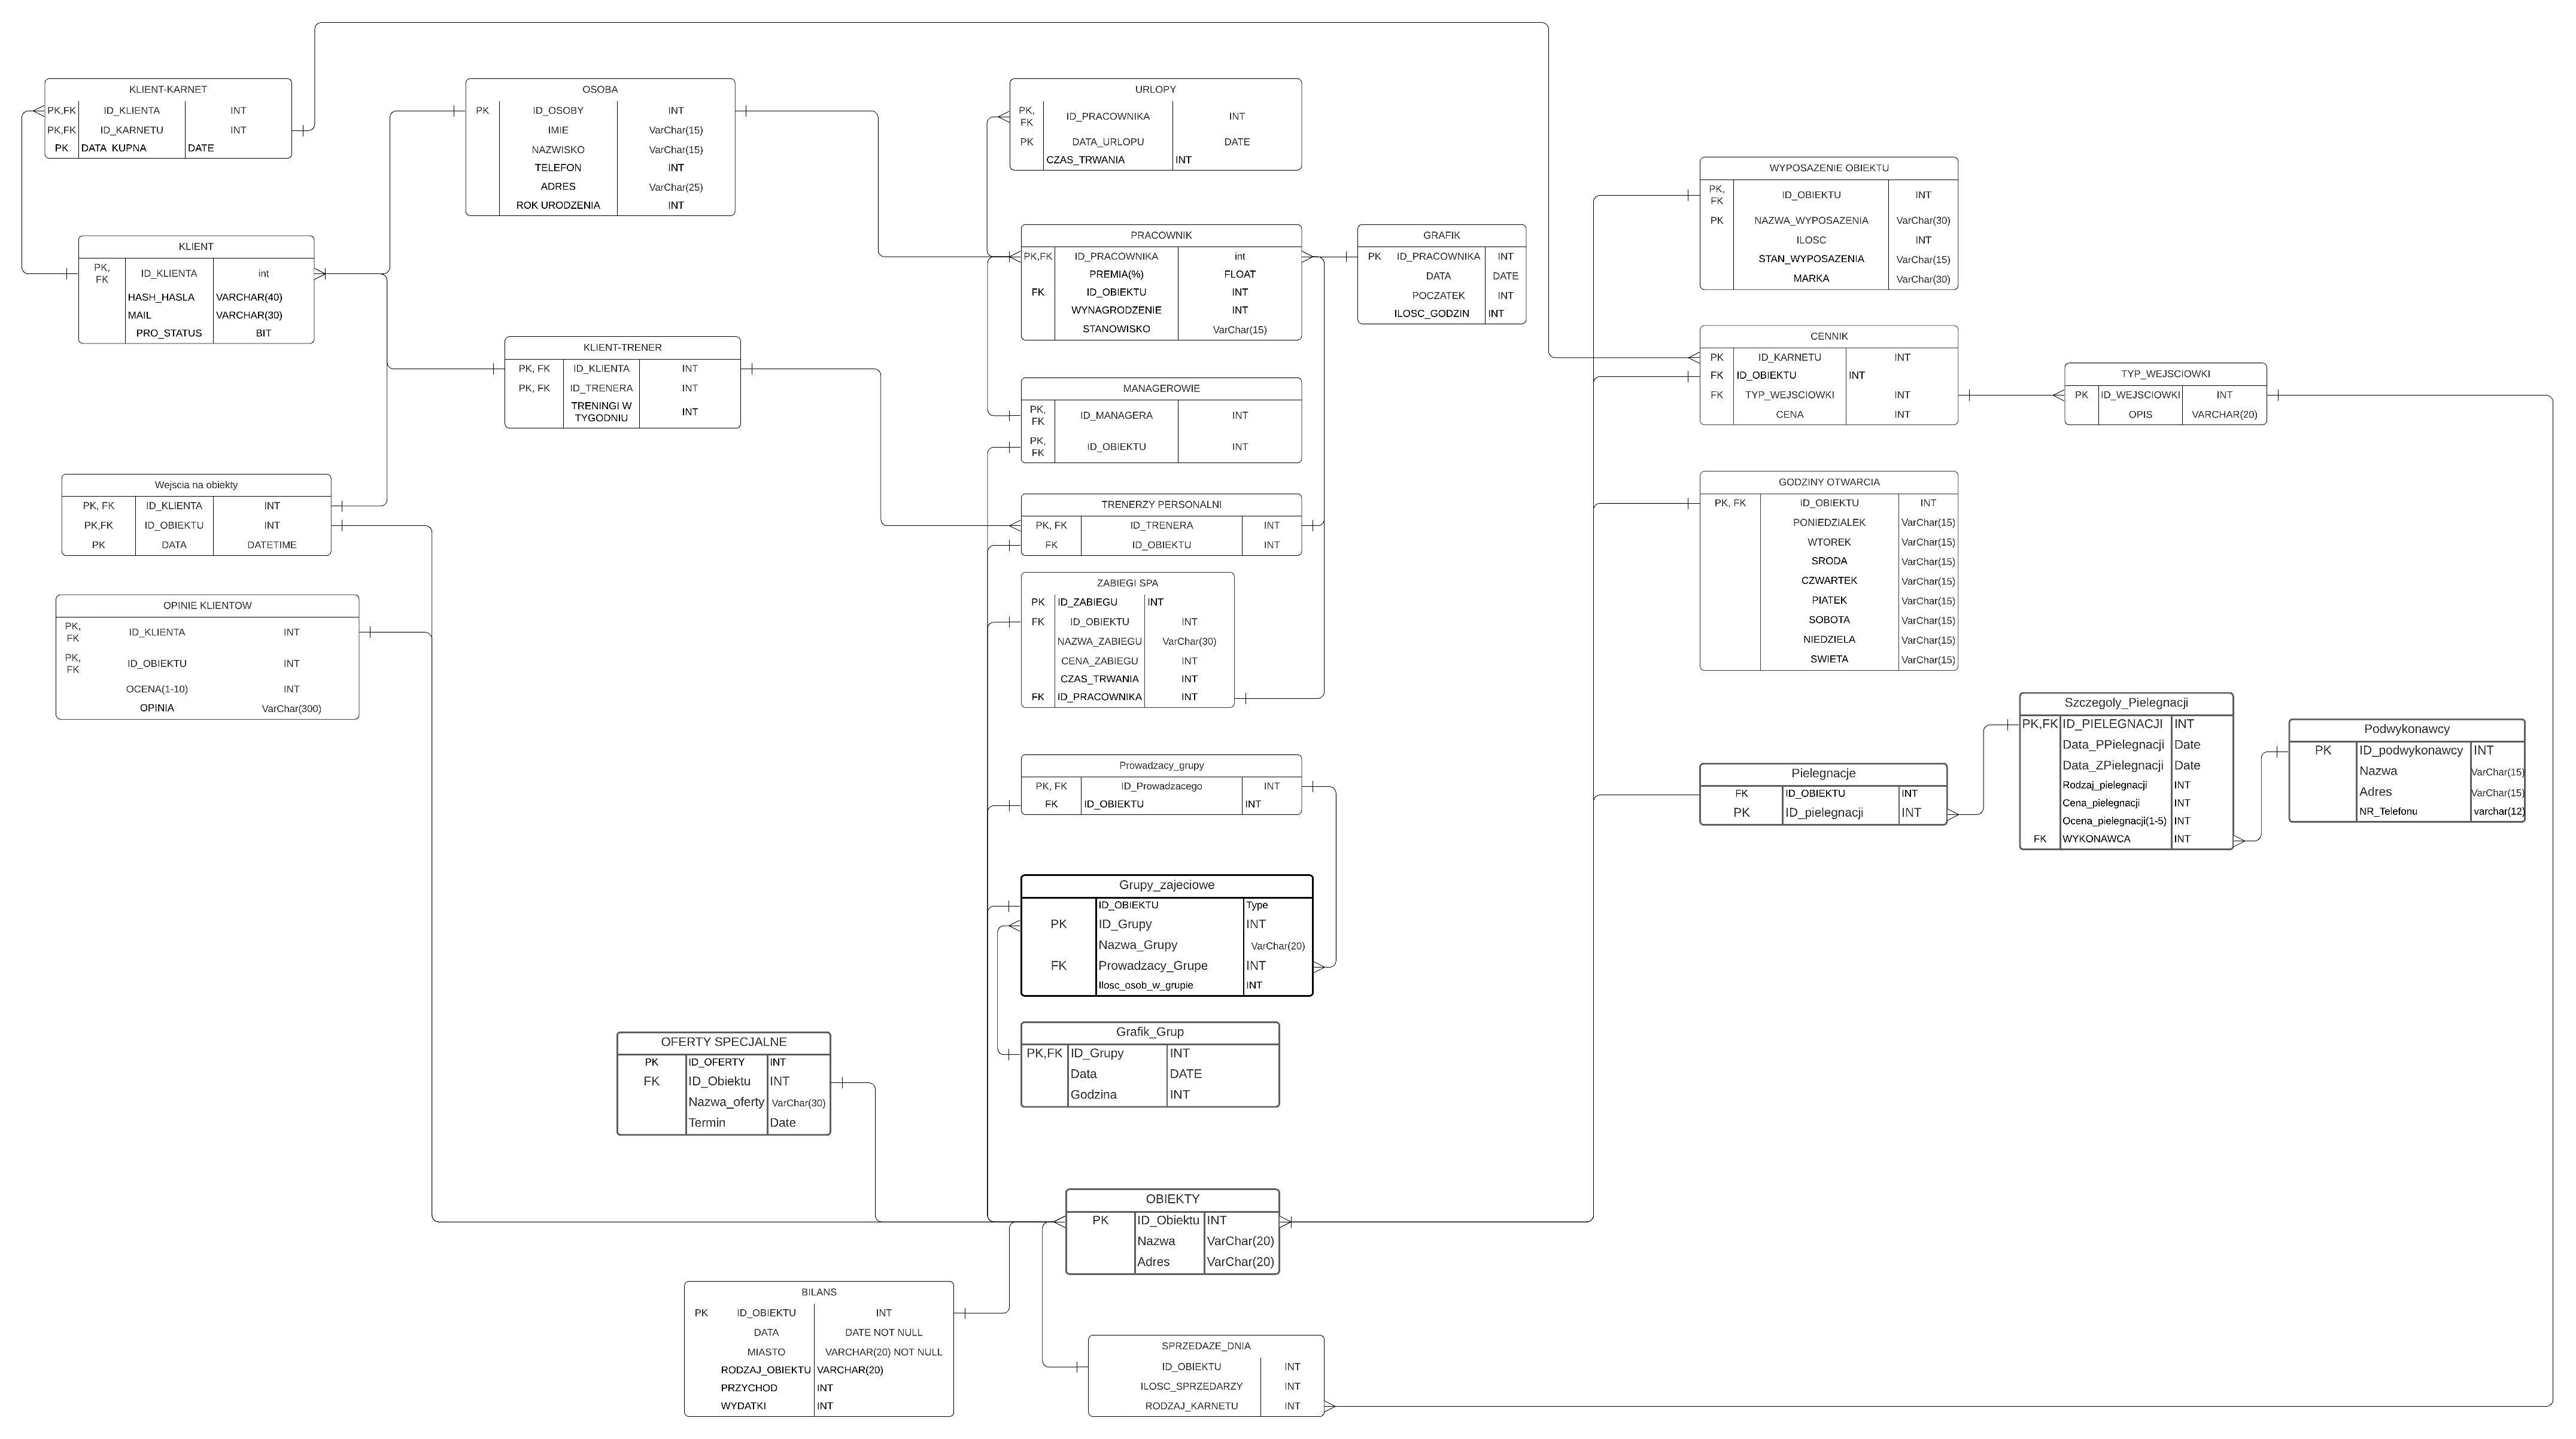 KLIENT-KARNET
PK,FK ID_KLIENTA INT
PK,FK ID_KARNETU INT
PK DATA_KUPNA DATE
OSOBA
PK ID_OSOBY INT
IMIE VarChar(15)
NAZWISKO VarChar(15)
TELEFON INT
ADRES VarChar(25)
ROK URODZENIA INT
URLOPY
PK, FK ID_PRACOWNIKA INT
PK DATA_URLOPU DATE
CZAS_TRWANIA INT
WYPOSAZENIE OBIEKTU
PK, FK ID_OBIEKTU INT
PK NAZWA_WYPOSAZENIA VarChar(30)
ILOSC INT
STAN_WYPOSAZENIA VarChar(15)
MARKA VarChar(30)
KLIENT
PK, FK ID_KLIENTA int
HASH_HASLA VARCHAR(40)
MAIL VARCHAR(30)
PRO_STATUS BIT
PRACOWNIK
PK,FK ID_PRACOWNIKA int
PREMIA(%) FLOAT
FK ID_OBIEKTU INT
WYNAGRODZENIE INT
STANOWISKO VarChar(15)
GRAFIK
PK ID_PRACOWNIKA INT
DATA DATE
POCZATEK INT
ILOSC_GODZIN INT
KLIENT-TRENER
PK, FK ID_KLIENTA INT
PK, FK ID_TRENERA INT
TRENINGI W
TYGODNIU INT
MANAGEROWIE
PK, FK ID_MANAGERA INT
PK, FK ID_OBIEKTU INT
CENNIK
PK ID_KARNETU INT
FK ID_OBIEKTU INT
FK TYP_WEJSCIOWKI INT
CENA INT
TYP_WEJSCIOWKI
PK ID_WEJSCIOWKI INT
OPIS VARCHAR(20)
Wejscia na obiekty
PK, FK ID_KLIENTA INT
PK,FK ID_OBIEKTU INT
PK DATA DATETIME
TRENERZY PERSONALNI
PK, FK ID_TRENERA INT
FK ID_OBIEKTU INT
GODZINY OTWARCIA
PK, FK ID_OBIEKTU INT
PONIEDZIALEK VarChar(15)
WTOREK VarChar(15)
SRODA VarChar(15)
CZWARTEK VarChar(15)
PIATEK VarChar(15)
SOBOTA VarChar(15)
NIEDZIELA VarChar(15)
SWIETA VarChar(15)
OPINIE KLIENTOW
PK, FK ID_KLIENTA INT
PK, FK ID_OBIEKTU INT
OCENA(1-10) INT
OPINIA VarChar(300)
ZABIEGI SPA
PK ID_ZABIEGU INT
FK ID_OBIEKTU INT
NAZWA_ZABIEGU VarChar(30)
CENA_ZABIEGU INT
CZAS_TRWANIA INT
FK ID_PRACOWNIKA INT
Prowadzacy_grupy
PK, FK ID_Prowadzacego INT
FK ID_OBIEKTU INT
Pielegnacje
FK ID_OBIEKTU INT
PK ID_pielegnacji INT
Szczegoly_Pielegnacji
PK,FK ID_PIELEGNACJI INT
Data_PPielegnacji Date
Data_ZPielegnacji Date
Rodzaj_pielegnacji INT
Cena_pielegnacji INT
Ocena_pielegnacji(1-5) INT
FK WYKONAWCA INT
Podwykonawcy
PK ID_podwykonawcy INT
Nazwa VarChar(15)
Adres VarChar(15)
NR_Telefonu varchar(12)
Grupy_zajeciowe
ID_OBIEKTU Type
PK ID_Grupy INT
Nazwa_Grupy VarChar(20)
FK Prowadzacy_Grupe INT
Ilosc_osob_w_grupie INT
Grafik_Grup
PK,FK ID_Grupy INT
Data DATE
Godzina INT
OFERTY SPECJALNE
PK ID_OFERTY INT
FK ID_Obiektu INT
Nazwa_oferty VarChar(30)
Termin Date
OBIEKTY
PK ID_Obiektu INT
Nazwa VarChar(20)
Adres VarChar(20)
BILANS
PK ID_OBIEKTU INT
DATA DATE NOT NULL
MIASTO VARCHAR(20) NOT NULL
RODZAJ_OBIEKTU VARCHAR(20)
PRZYCHOD INT
WYDATKI INT
SPRZEDAZE_DNIA
ID_OBIEKTU INT
ILOSC_SPRZEDARZY INT
RODZAJ_KARNETU INT